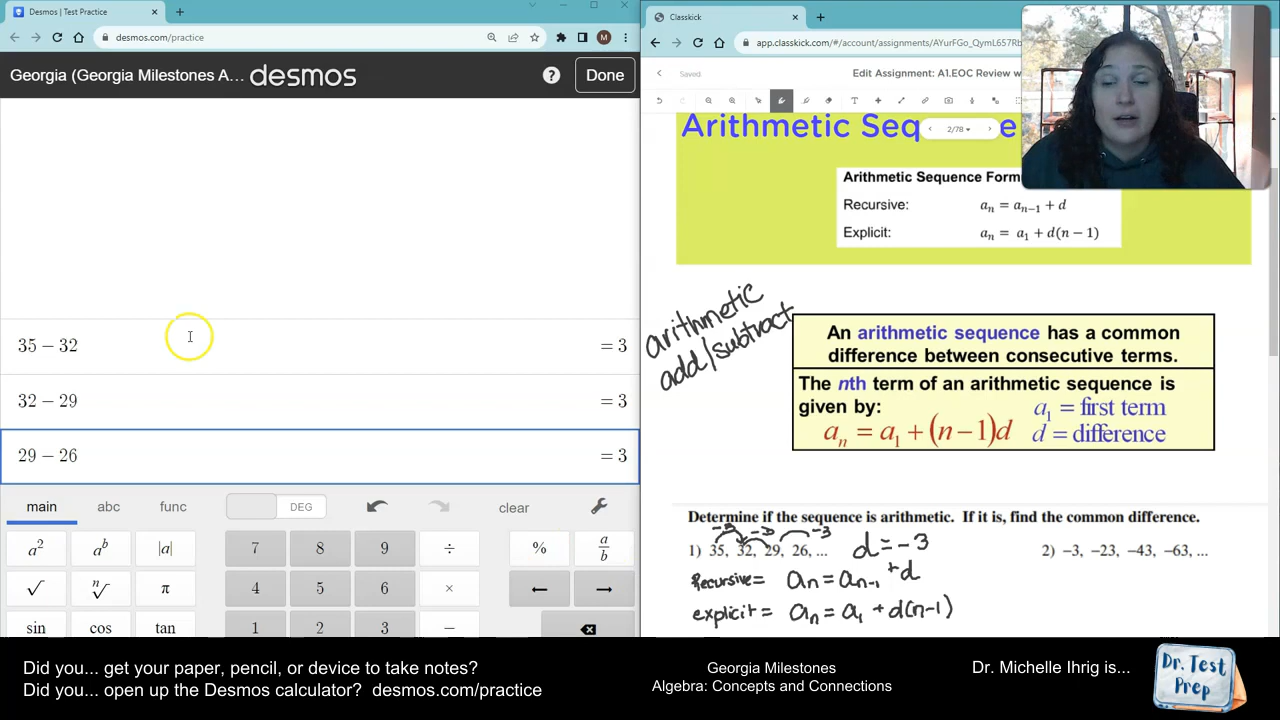 Desmos | Test Practice
desmos.com/practice
M
Georgia (Georgia Milestones A...
desmos
?
Done
35 − 32
= 3
32 − 29
= 3
29 − 26
= 3
main
abc
func
DEG
clear
a²
aᵇ
|a|
7
8
9
÷
%
a/b
√
ⁿ√
π
4
5
6
×
←
→
sin
cos
tan
1
2
3
−
Classkick
app.classkick.com/#/account/assignments/AYurFGo_QymL657Rb
Saved
Edit Assignment: A1.EOC Review w
T
2/78
Arithmetic Seq e
Arithmetic Sequence Form
Recursive: aₙ = aₙ₋₁ + d
Explicit: aₙ = a₁ + d(n − 1)
arithmetic
add/subtract
An arithmetic sequence has a common
difference between consecutive terms.
The nth term of an arithmetic sequence is
given by:
aₙ = a₁ + (n − 1)d
a₁ = first term
d = difference
Determine if the sequence is arithmetic. If it is, find the common difference.
-3 -3 -3
1) 35, 32, 29, 26, ... d = -3
2) −3, −23, −43, −63, ...
Recursive= aₙ = aₙ₋₁ + d
explicit = aₙ = a₁ + d(n-1)
Did you... get your paper, pencil, or device to take notes?
Did you... open up the Desmos calculator? desmos.com/practice
Georgia Milestones
Algebra: Concepts and Connections
Dr. Michelle Ihrig is...
Dr. Test
Prep